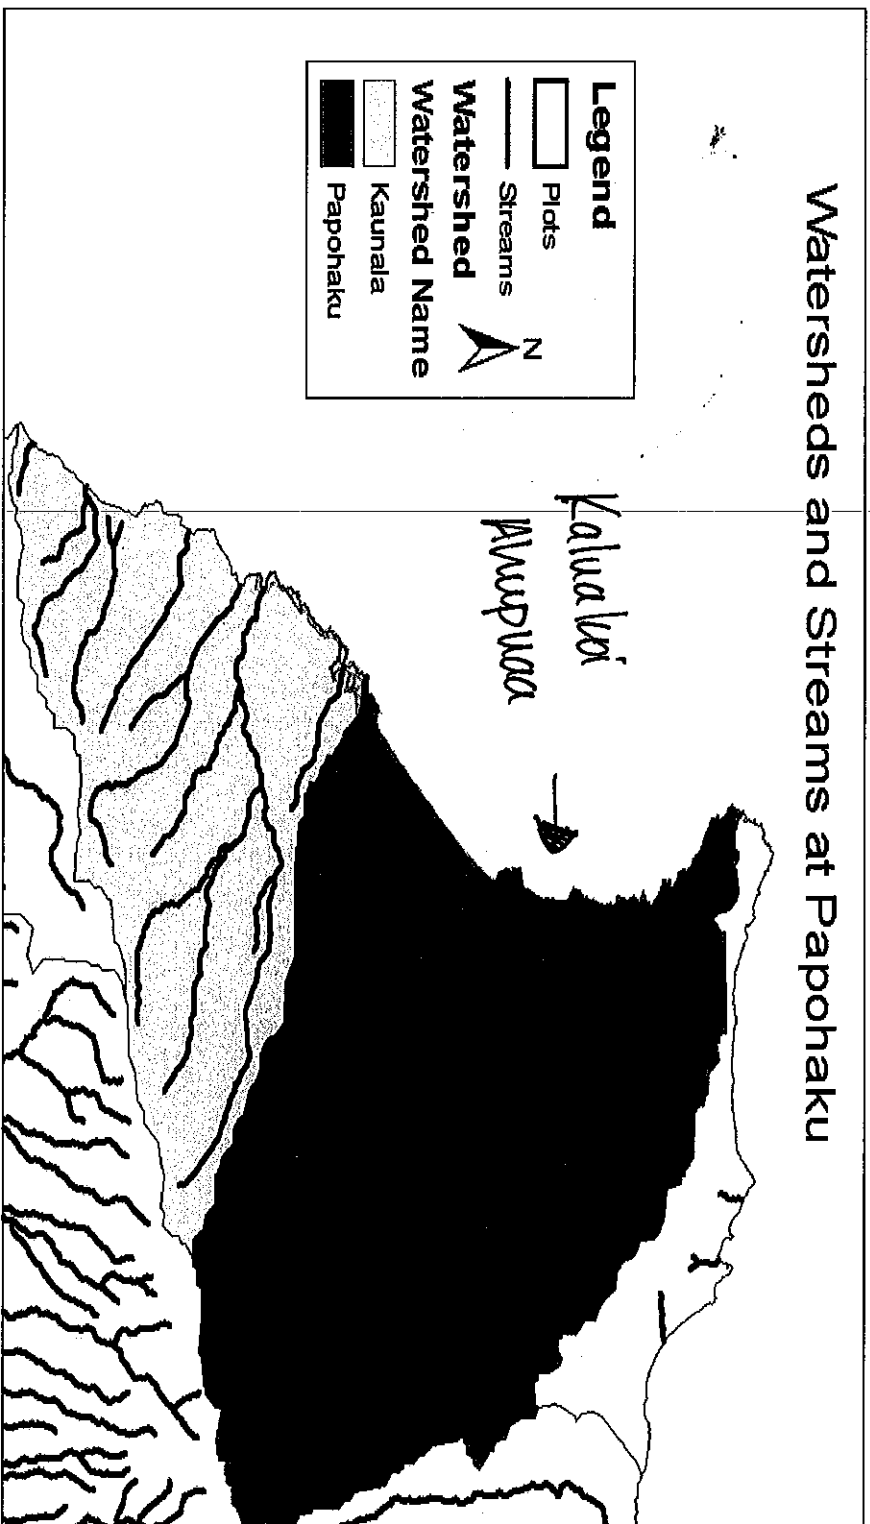 Watersheds and Streams at Papohaku
Legend
Plots
Streams
Watershed
Watershed Name
Kaunala
Papohaku
N
Kaluakoi
Ahupuaa